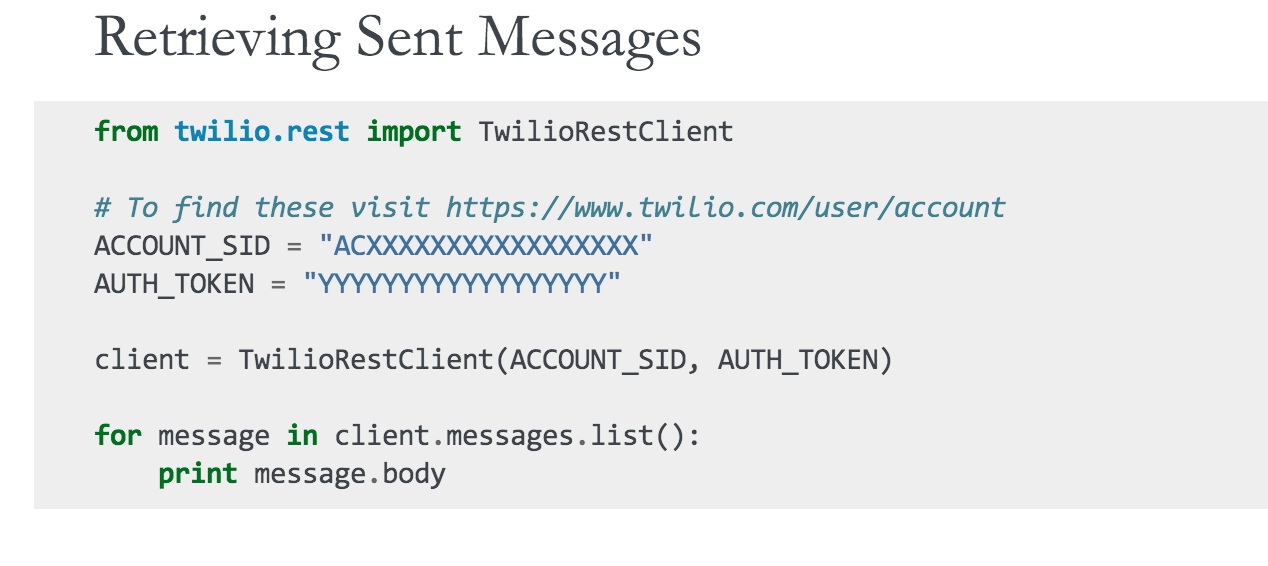 Retrieving Sent Messages
from twilio.rest import TwilioRestClient
# To find these visit https://www.twilio.com/user/account
ACCOUNT_SID = "ACXXXXXXXXXXXXXXXXX"
AUTH_TOKEN = "YYYYYYYYYYYYYYYYYY"
client = TwilioRestClient(ACCOUNT_SID, AUTH_TOKEN)
for message in client.messages.list():
    print message.body